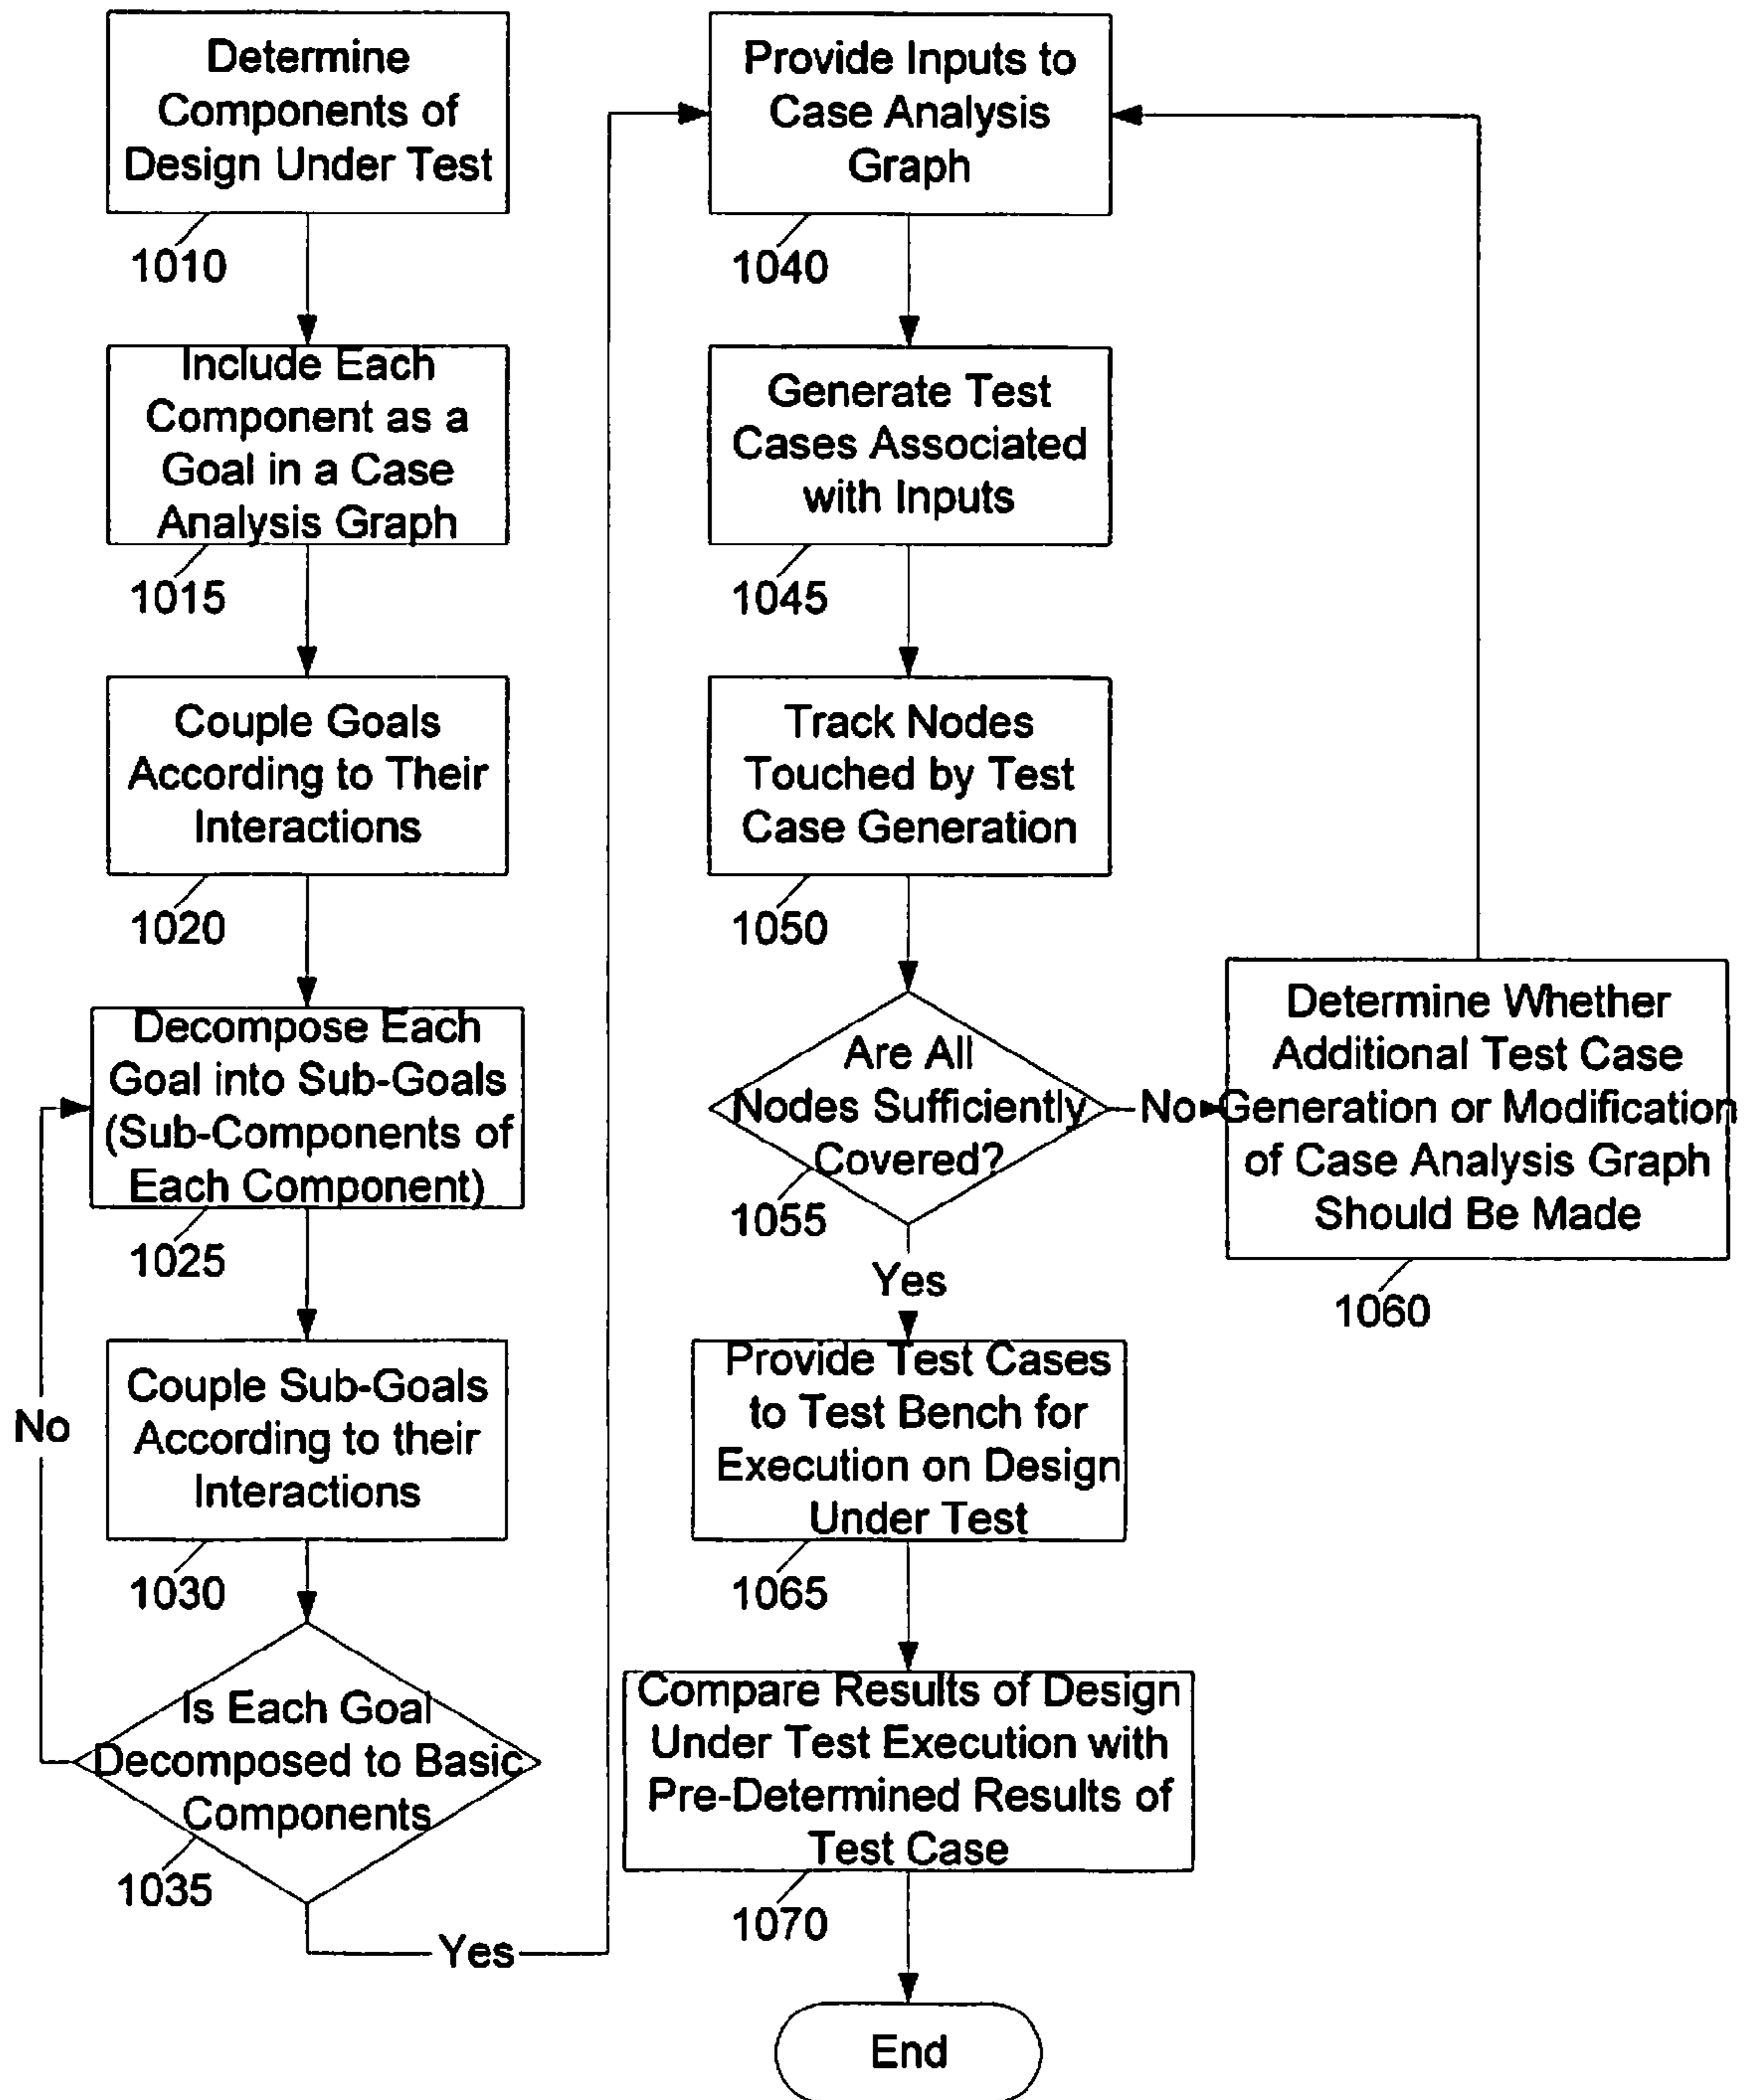 Determine
Components of
Design Under Test
1010
Include Each
Component as a
Goal in a Case
Analysis Graph
1015
Couple Goals
According to Their
Interactions
1020
Decompose Each
Goal into Sub-Goals
(Sub-Components of
Each Component)
1025
Couple Sub-Goals
According to their
Interactions
1030
No
Is Each Goal
Decomposed to Basic
Components
1035
Yes
Provide Inputs to
Case Analysis
Graph
1040
Generate Test
Cases Associated
with Inputs
1045
Track Nodes
Touched by Test
Case Generation
1050
Are All
Nodes Sufficiently
Covered?
1055
No
Determine Whether
Additional Test Case
Generation or Modification
of Case Analysis Graph
Should Be Made
1060
Yes
Provide Test Cases
to Test Bench for
Execution on Design
Under Test
1065
Compare Results of Design
Under Test Execution with
Pre-Determined Results of
Test Case
1070
End